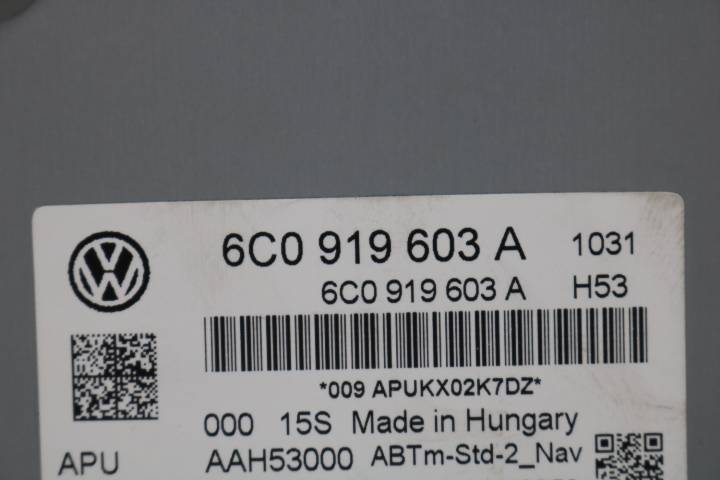 6C0 919 603 A 1031
6C0 919 603 A H53
*009 APUKX02K7DZ*
000 15S Made in Hungary
APU AAH53000 ABTm-Std-2_Nav